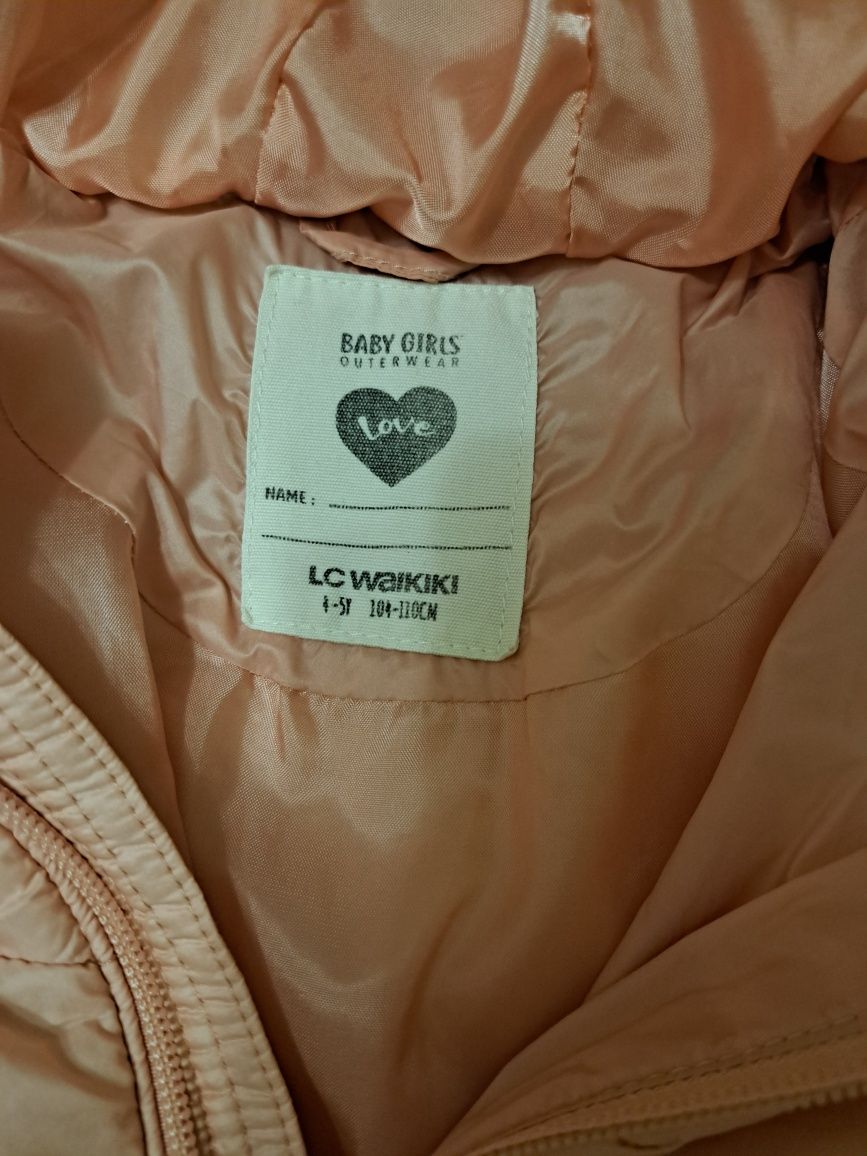 BABY GIRLS
OUTERWEAR
Love
NAME :
LC WAIKIKI
4-5Y 104-110CM